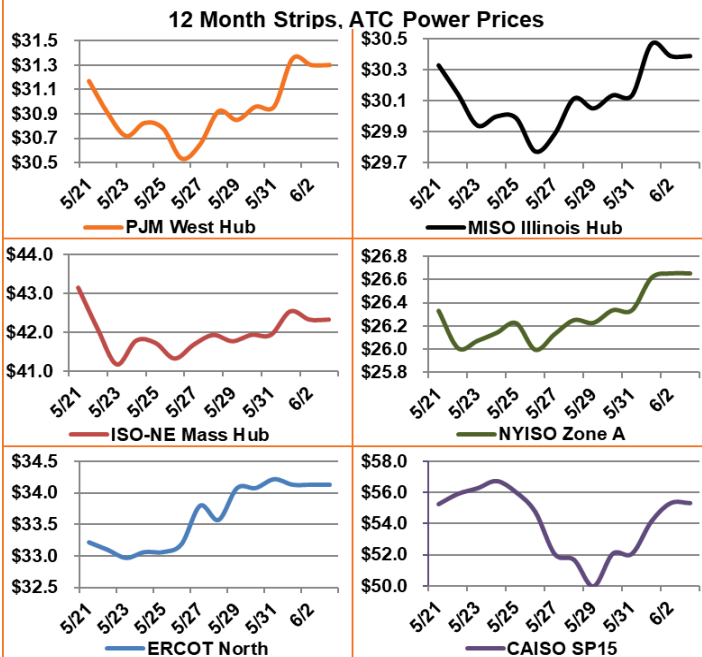 12 Month Strips, ATC Power Prices
$31.5
$31.3
$31.1
$30.9
$30.7
$30.5
5/21 5/23 5/25 5/27 5/29 5/31 6/2
PJM West Hub
$30.5
$30.3
$30.1
$29.9
$29.7
5/21 5/23 5/25 5/27 5/29 5/31 6/2
MISO Illinois Hub
$44.0
$43.0
$42.0
$41.0
5/21 5/23 5/25 5/27 5/29 5/31 6/2
ISO-NE Mass Hub
$26.8
$26.6
$26.4
$26.2
$26.0
$25.8
5/21 5/23 5/25 5/27 5/29 5/31 6/2
NYISO Zone A
$34.5
$34.0
$33.5
$33.0
$32.5
5/21 5/23 5/25 5/27 5/29 5/31 6/2
ERCOT North
$58.0
$56.0
$54.0
$52.0
$50.0
5/21 5/23 5/25 5/27 5/29 5/31 6/2
CAISO SP15